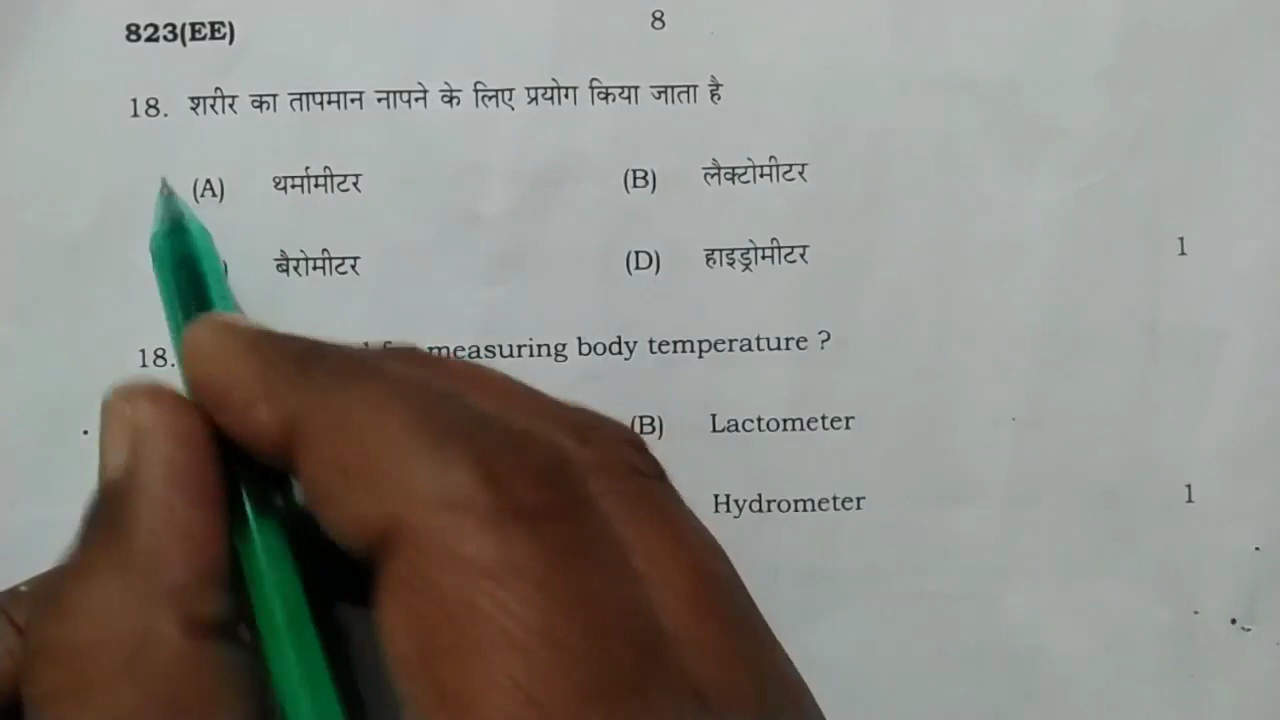 823(EE)
8
18. शरीर का तापमान नापने के लिए प्रयोग किया जाता है
(A) थर्मामीटर (B) लैक्टोमीटर
बैरोमीटर (D) हाइड्रोमीटर 1
18. measuring body temperature ?
(B) Lactometer
Hydrometer 1